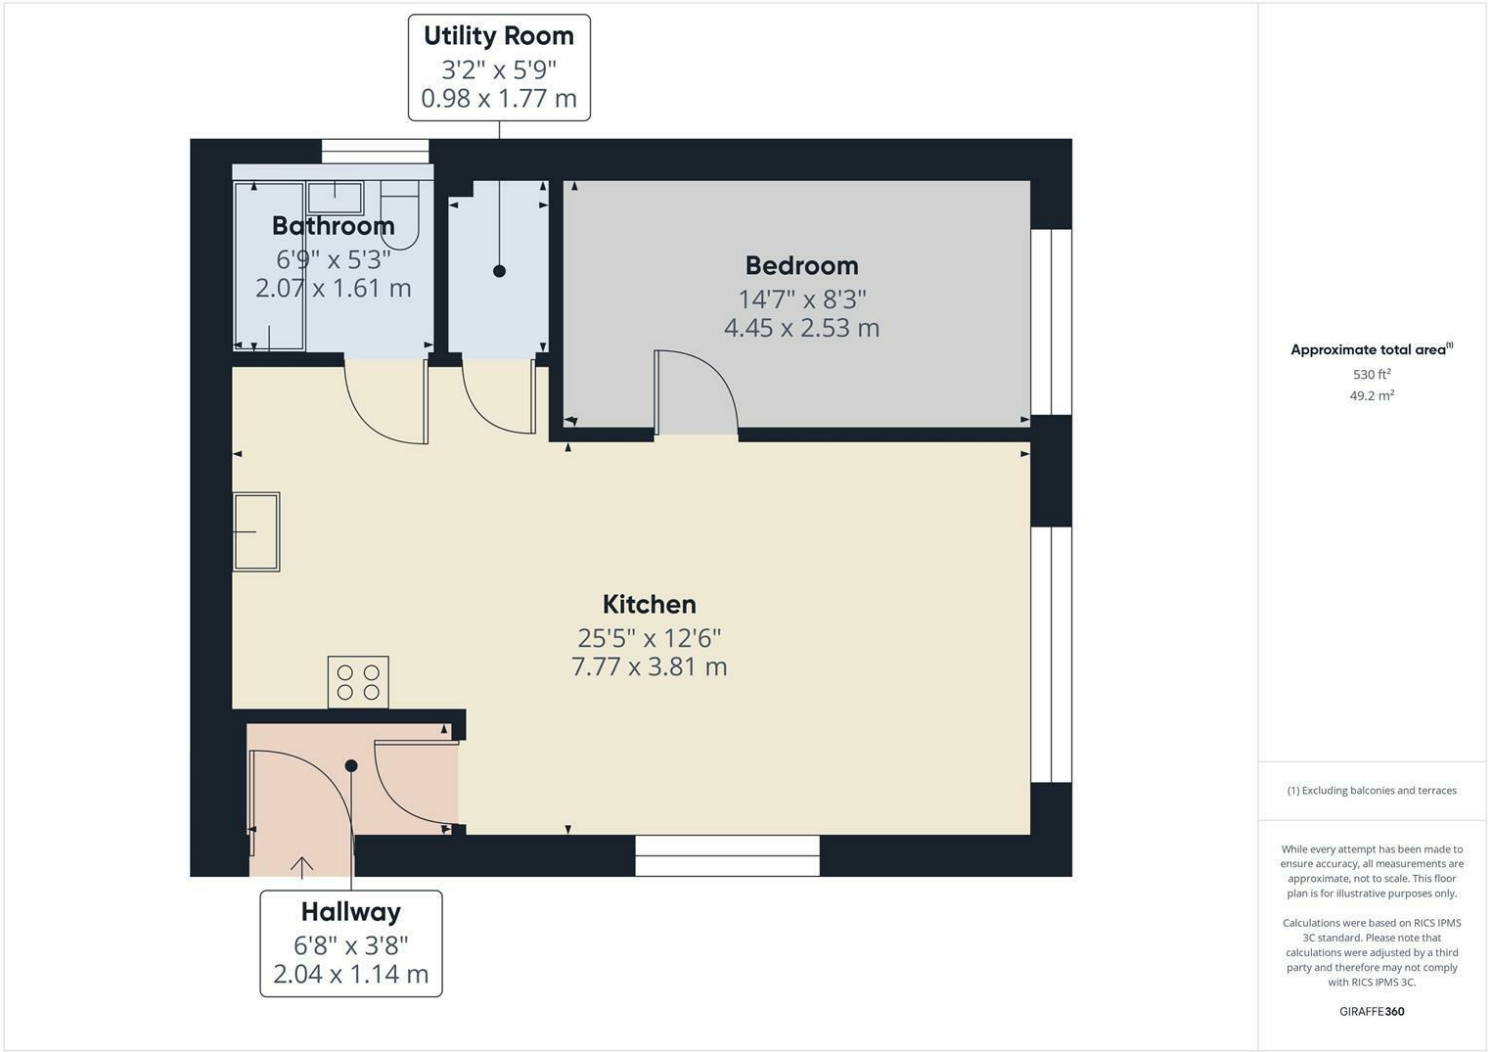 Utility Room
3'2" x 5'9"
0.98 x 1.77 m
Bathroom
6'9" x 5'3"
2.07 x 1.61 m
Bedroom
14'7" x 8'3"
4.45 x 2.53 m
Kitchen
25'5" x 12'6"
7.77 x 3.81 m
Hallway
6'8" x 3'8"
2.04 x 1.14 m
Approximate total area(1)
530 ft²
49.2 m²
(1) Excluding balconies and terraces
While every attempt has been made to
ensure accuracy, all measurements are
approximate, not to scale. This floor
plan is for illustrative purposes only.
Calculations were based on RICS IPMS
3C standard. Please note that
calculations were adjusted by a third
party and therefore may not comply
with RICS IPMS 3C.
GIRAFFE360